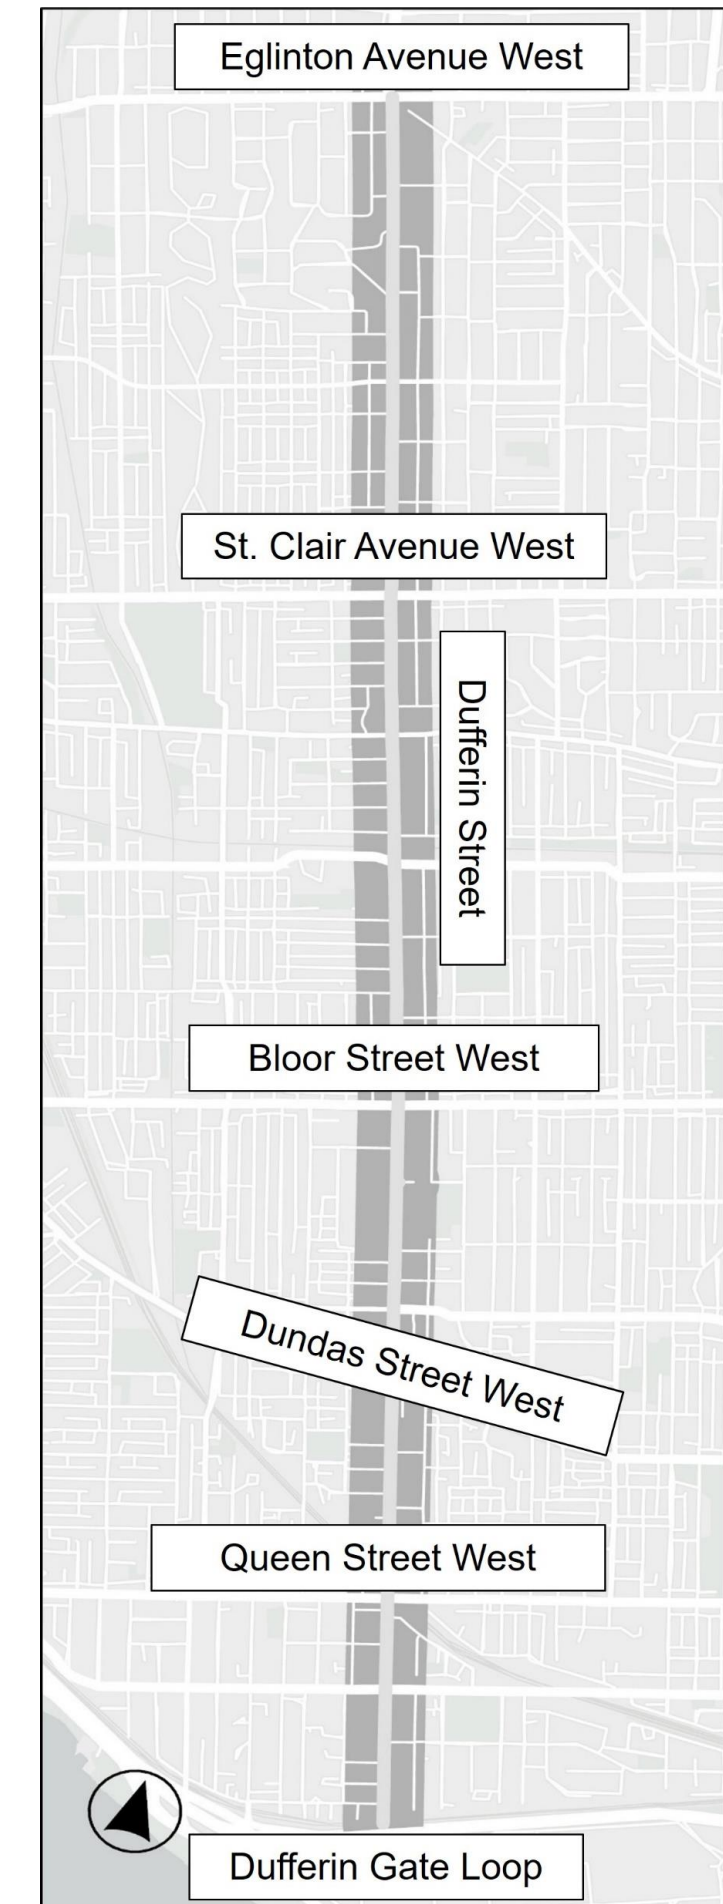 Eglinton Avenue West
St. Clair Avenue West
Dufferin Street
Bloor Street West
Dundas Street West
Queen Street West
Dufferin Gate Loop